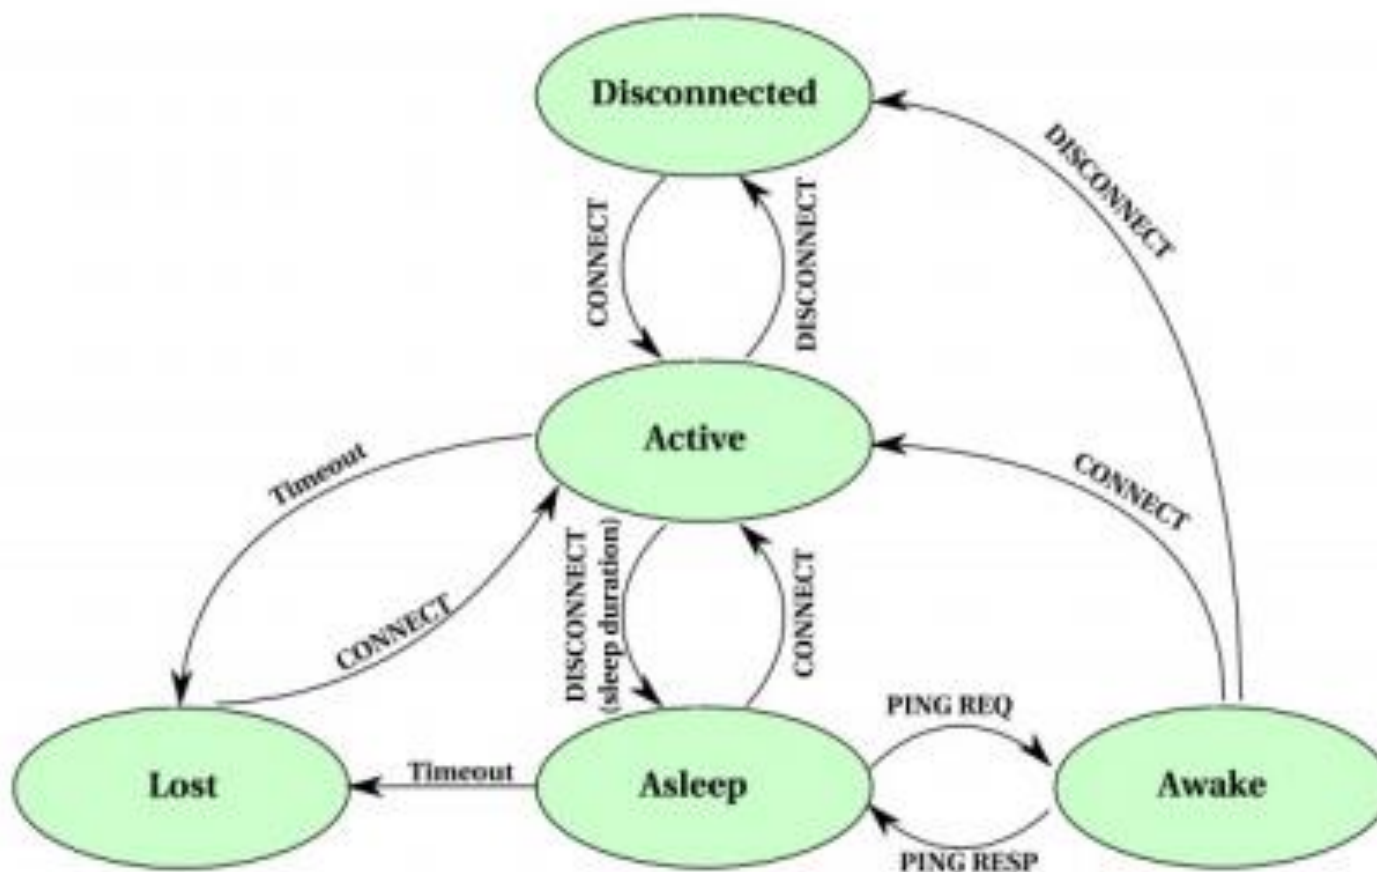 Disconnected
CONNECT
DISCONNECT
DISCONNECT
Active
Timeout
CONNECT
CONNECT
DISCONNECT
(sleep duration)
CONNECT
PING REQ
Lost
Timeout
Asleep
Awake
PING RESP